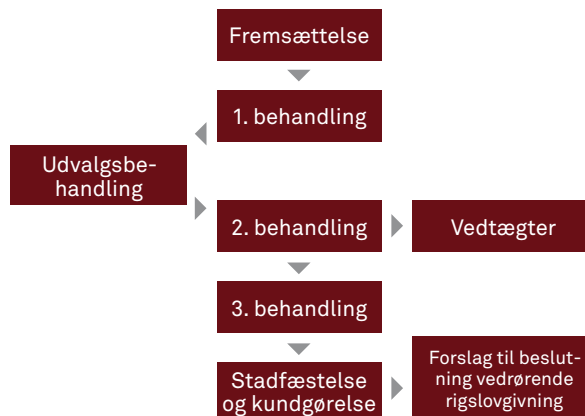 Fremsættelse
1. behandling
Udvalgsbe-
handling
2. behandling
Vedtægter
3. behandling
Stadfæstelse
og kundgørelse
Forslag til beslut-
ning vedrørende
rigslovgivning